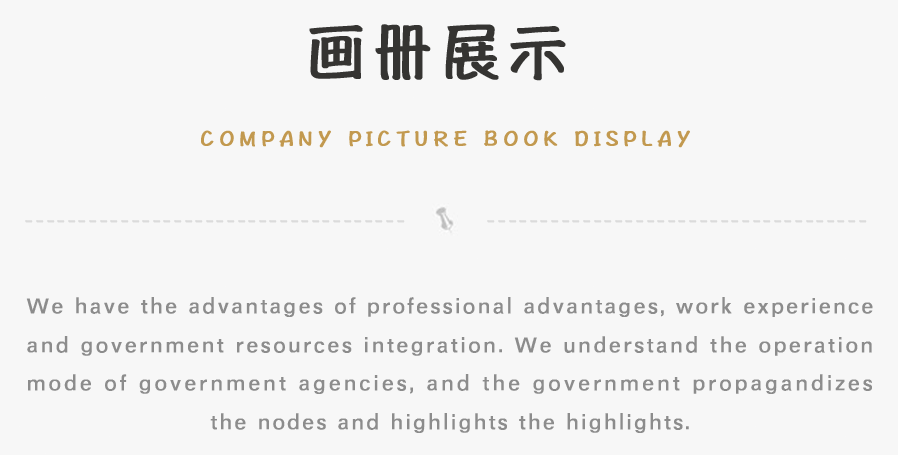 画册展示
COMPANY PICTURE BOOK DISPLAY
We have the advantages of professional advantages, work experience
and government resources integration. We understand the operation
mode of government agencies, and the government propagandizes
the nodes and highlights the highlights.